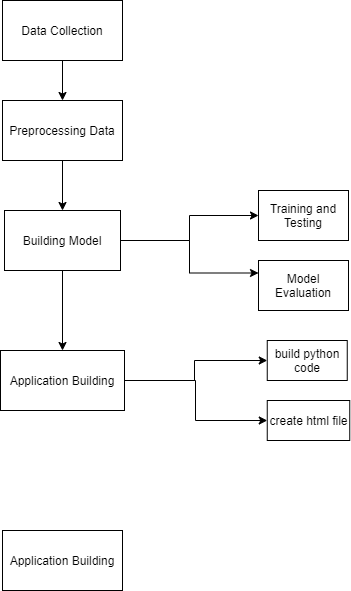 Data Collection
Preprocessing Data
Building Model
Training and
Testing
Model
Evaluation
Application Building
build python
code
create html file
Application Building